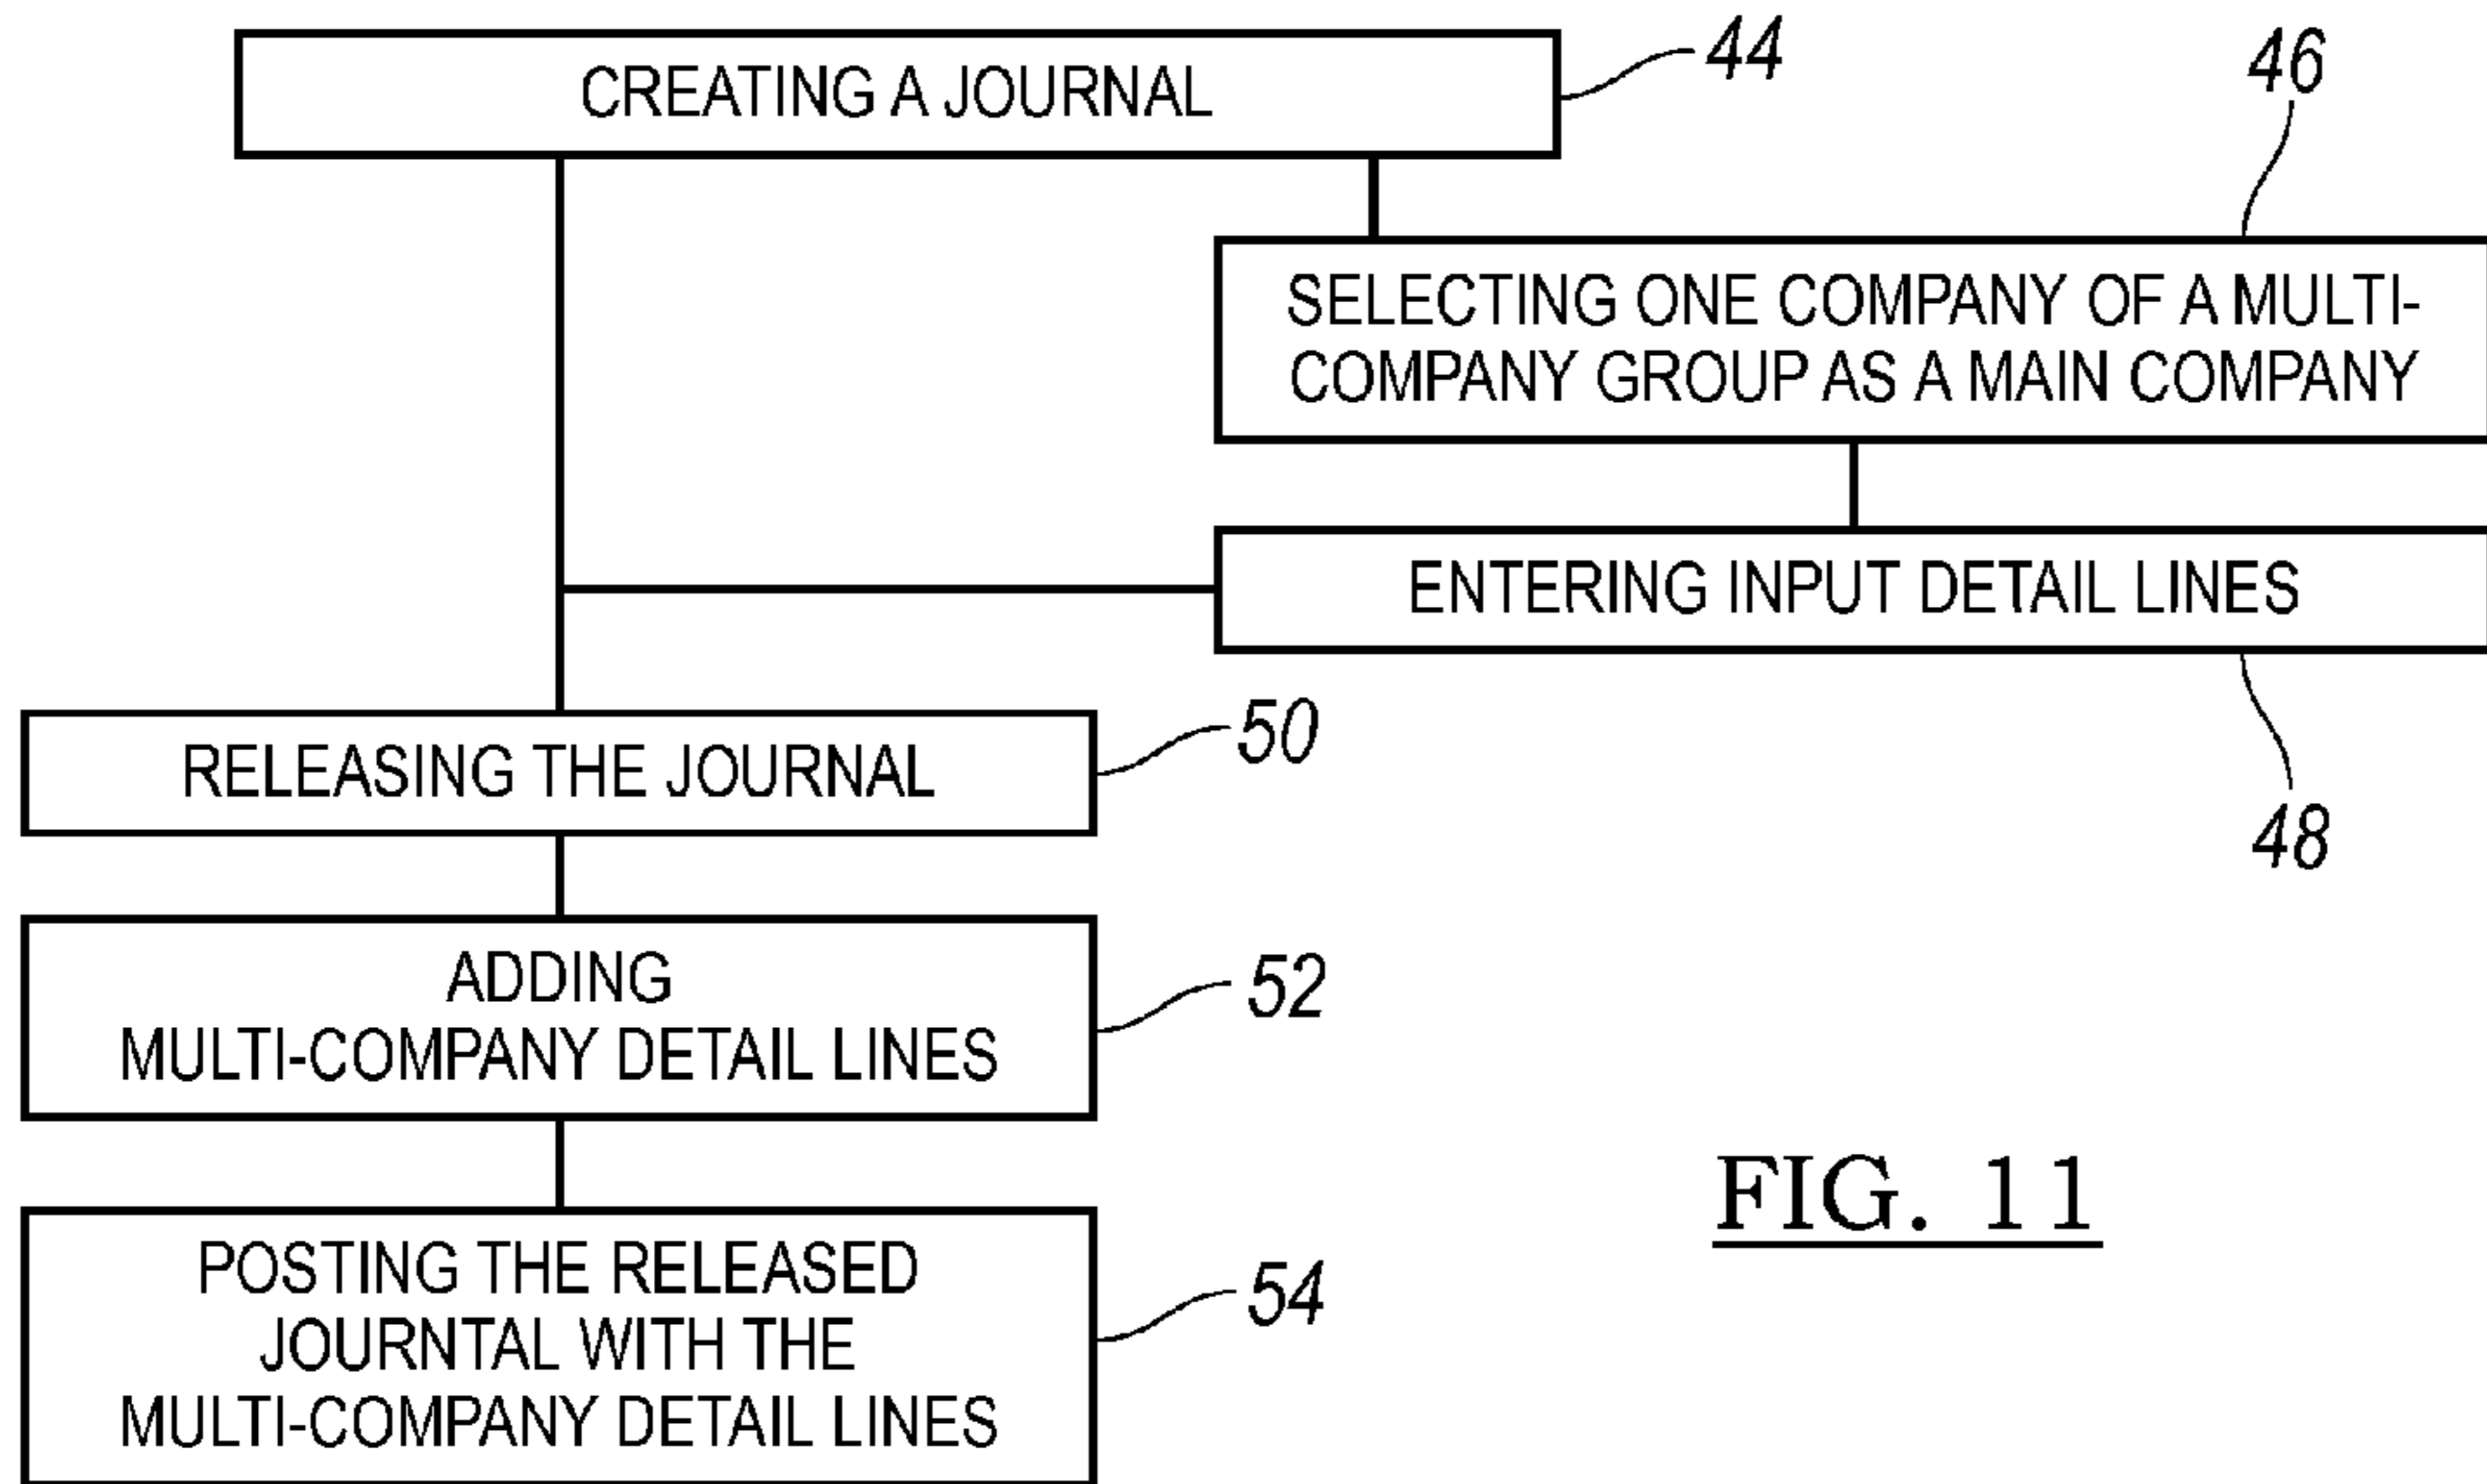 CREATING A JOURNAL
44
46
SELECTING ONE COMPANY OF A MULTI-
COMPANY GROUP AS A MAIN COMPANY
ENTERING INPUT DETAIL LINES
48
RELEASING THE JOURNAL
50
ADDING
MULTI-COMPANY DETAIL LINES
52
POSTING THE RELEASED
JOURNTAL WITH THE
MULTI-COMPANY DETAIL LINES
54
FIG. 11